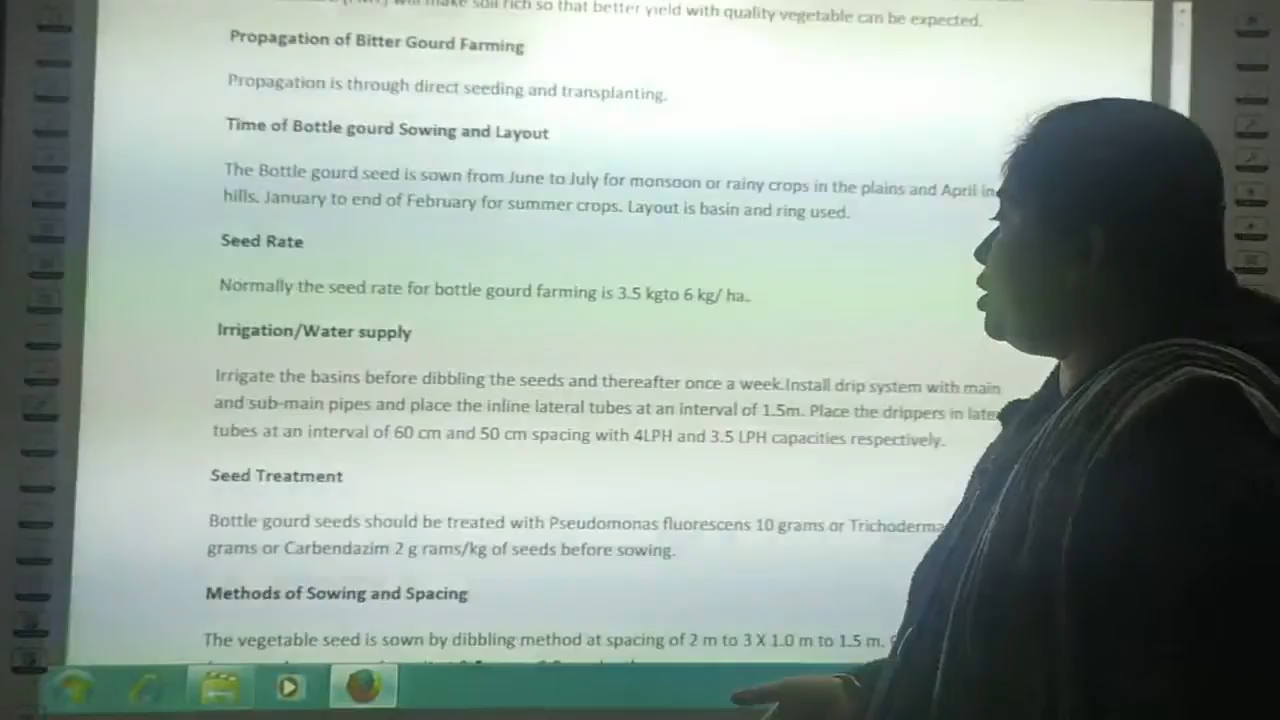 will make soil rich so that better yield with quality vegetable can be expected.
Propagation of Bitter Gourd Farming
Propagation is through direct seeding and transplanting.
Time of Bottle gourd Sowing and Layout
The Bottle gourd seed is sown from June to July for monsoon or rainy crops in the plains and April in
hills. January to end of February for summer crops. Layout is basin and ring used.
Seed Rate
Normally the seed rate for bottle gourd farming is 3.5 kgto 6 kg/ ha.
Irrigation/Water supply
Irrigate the basins before dibbling the seeds and thereafter once a week.Install drip system with main
and sub-main pipes and place the inline lateral tubes at an interval of 1.5m. Place the drippers in
tubes at an interval of 60 cm and 50 cm spacing with 4LPH and 3.5 LPH capacities respectively.
Seed Treatment
Bottle gourd seeds should be treated with Pseudomonas fluorescens 10 grams or Trichoderma
grams or Carbendazim 2 g rams/kg of seeds before sowing.
Methods of Sowing and Spacing
The vegetable seed is sown by dibbling method at spacing of 2 m to 3 X 1.0 m to 1.5 m.